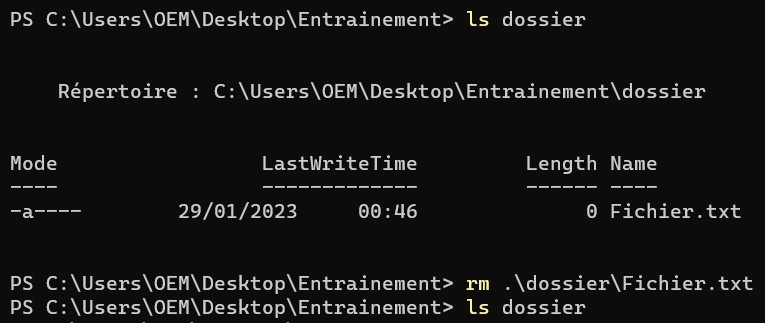 PS C:\Users\OEM\Desktop\Entrainement> ls dossier
Répertoire : C:\Users\OEM\Desktop\Entrainement\dossier
Mode LastWriteTime Length Name
---- ------------- ------ ----
-a---- 29/01/2023 00:46 0 Fichier.txt
PS C:\Users\OEM\Desktop\Entrainement> rm .\dossier\Fichier.txt
PS C:\Users\OEM\Desktop\Entrainement> ls dossier